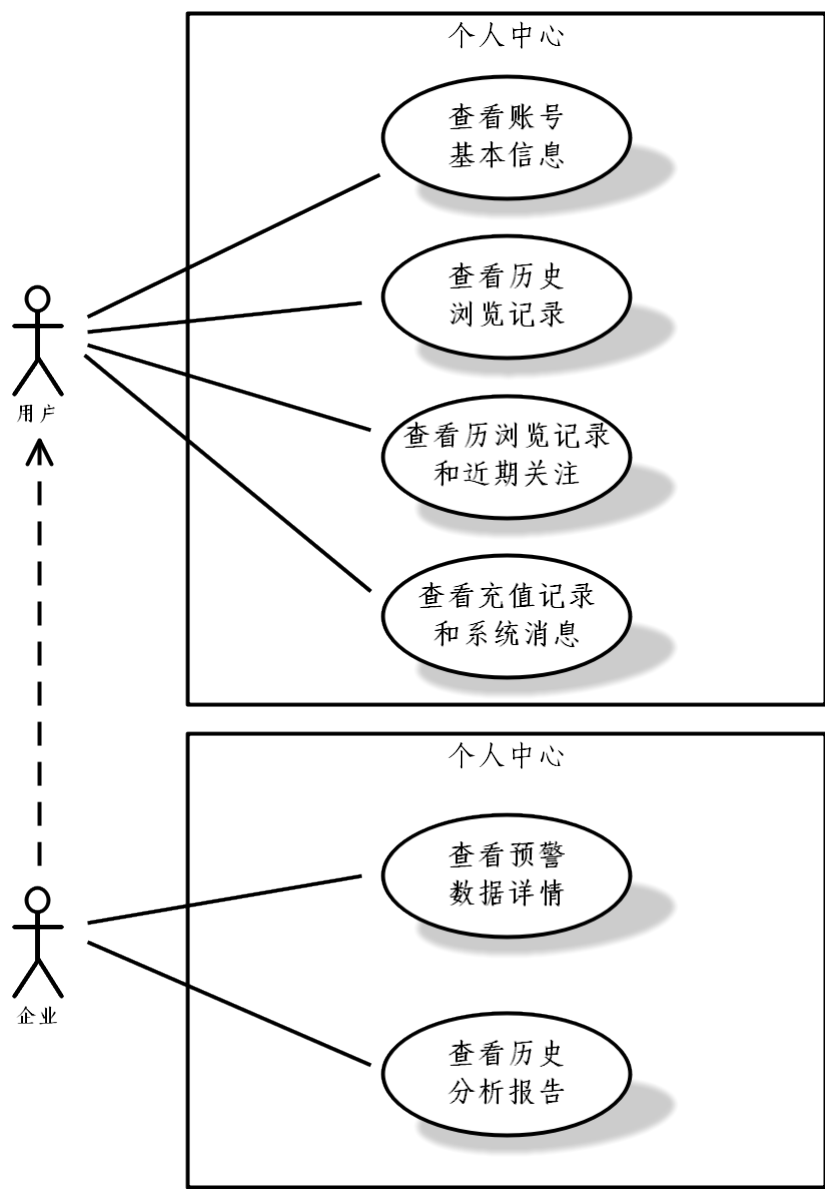 个人中心
查看账号
基本信息
查看历史
浏览记录
用户
查看历浏览记录
和近期关注
查看充值记录
和系统消息
个人中心
查看预警
数据详情
企业
查看历史
分析报告